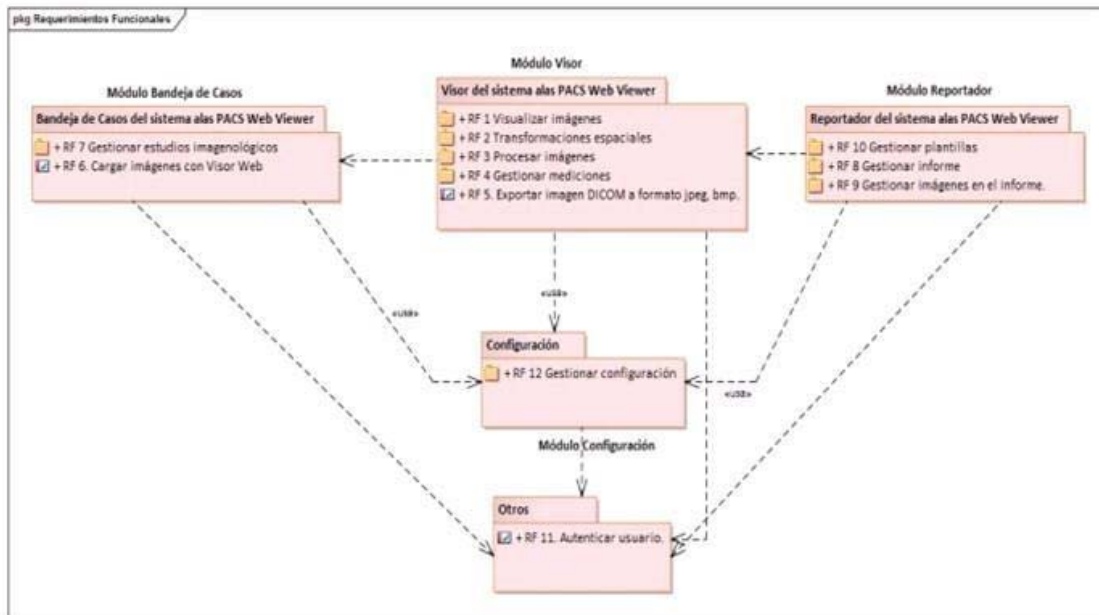 pkg Requerimientos Funcionales
Módulo Visor
Módulo Bandeja de Casos
Módulo Reportador
Visor del sistema alas PACS Web Viewer
+ RF 1 Visualizar imágenes
+ RF 2 Transformaciones espaciales
+ RF 3 Procesar imágenes
+ RF 4 Gestionar mediciones
+ RF 5. Exportar imagen DICOM a formato jpeg, bmp.
Bandeja de Casos del sistema alas PACS Web Viewer
+ RF 7 Gestionar estudios imagenológicos
+ RF 6. Cargar imágenes con Visor Web
Reportador del sistema alas PACS Web Viewer
+ RF 10 Gestionar plantillas
+ RF 8 Gestionar informe
+ RF 9 Gestionar imágenes en el informe.
«use»
«use»
«use»
Configuración
+ RF 12 Gestionar configuración
Módulo Configuración
Otros
+ RF 11. Autenticar usuario.